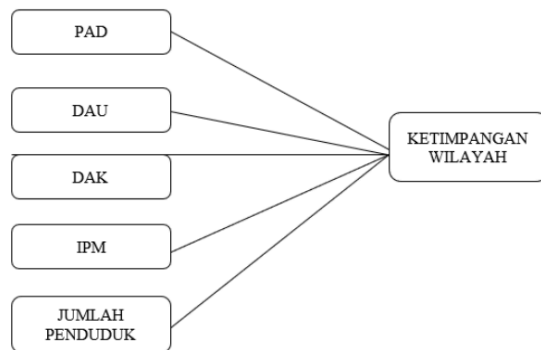 PAD
DAU
DAK
IPM
JUMLAH
PENDUDUK
KETIMPANGAN
WILAYAH